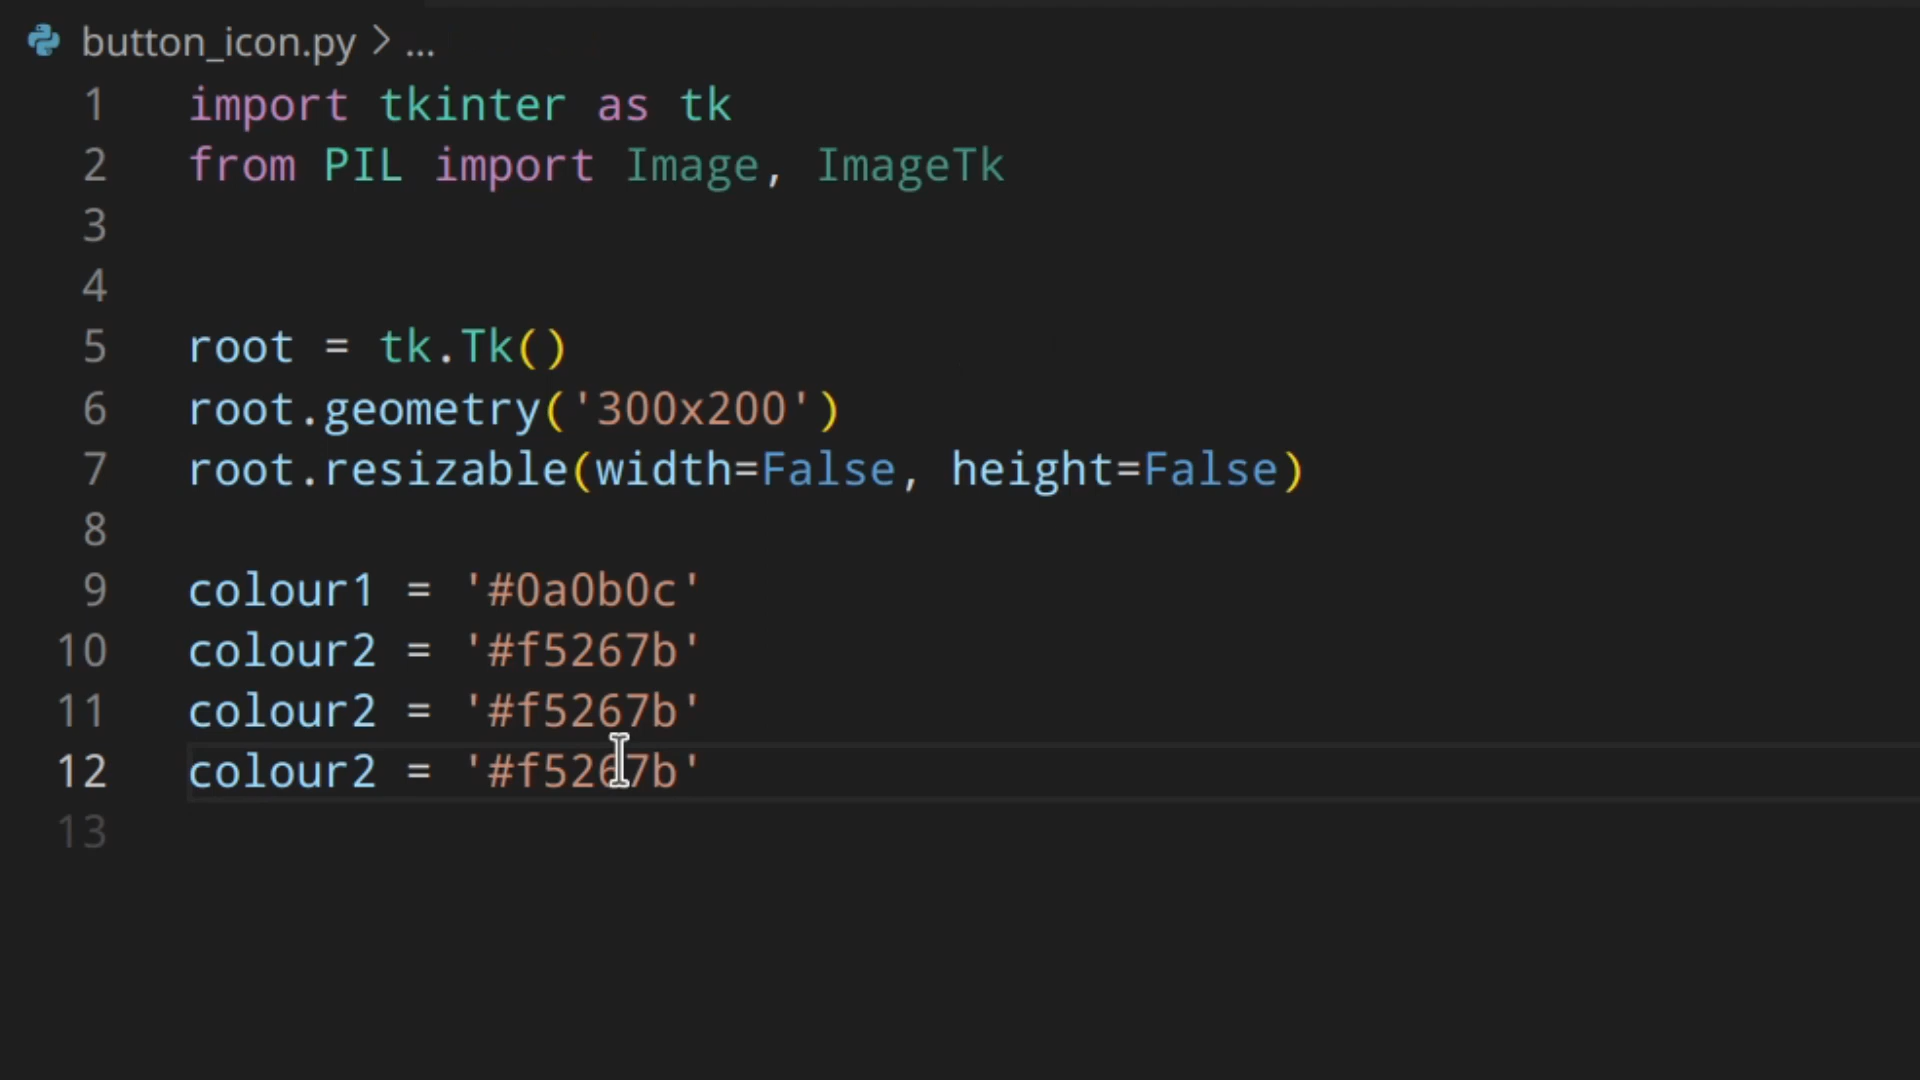 button_icon.py > ...
1 import tkinter as tk
2 from PIL import Image, ImageTk
3
4
5 root = tk.Tk()
6 root.geometry('300x200')
7 root.resizable(width=False, height=False)
8
9 colour1 = '#0a0b0c'
10 colour2 = '#f5267b'
11 colour2 = '#f5267b'
12 colour2 = '#f5267b'
13